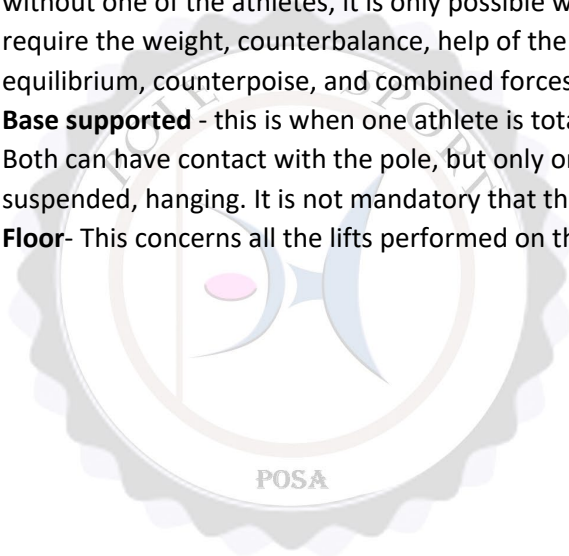 without one of the athletes, it is only possible w
require the weight, counterbalance, help of the
equilibrium, counterpoise, and combined forces
Base supported - this is when one athlete is tota
Both can have contact with the pole, but only or
suspended, hanging. It is not mandatory that th
Floor- This concerns all the lifts performed on th
POLE SPORT
POSA